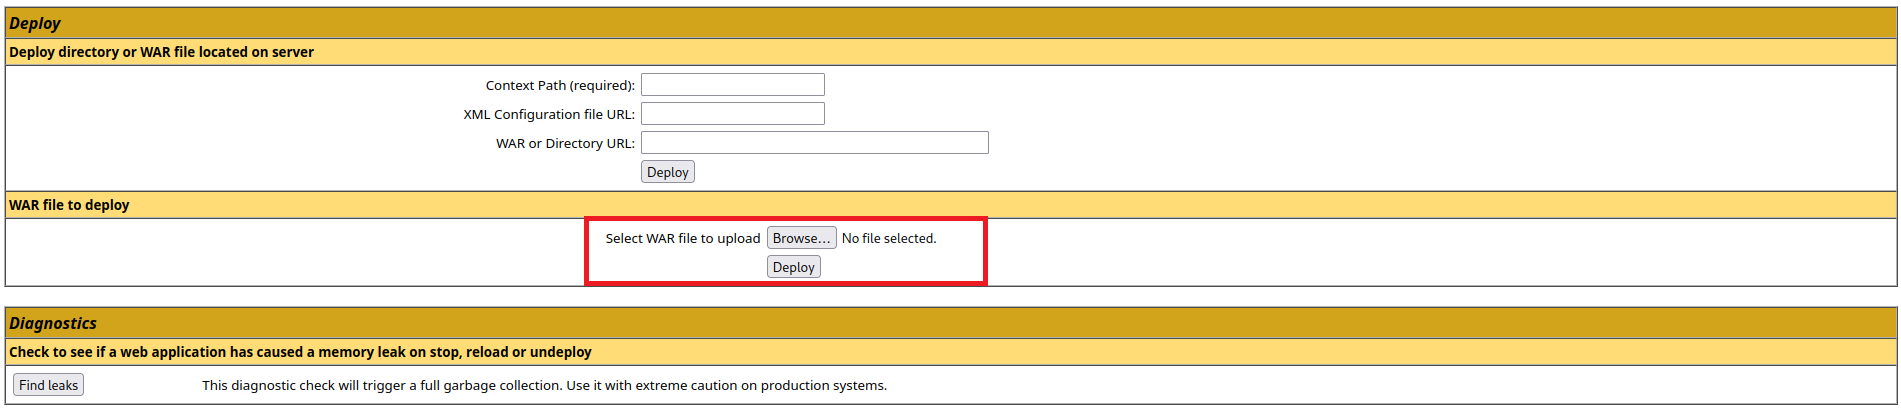 Deploy
Deploy directory or WAR file located on server
Context Path (required):
XML Configuration file URL:
WAR or Directory URL:
Deploy
WAR file to deploy
Select WAR file to upload Browse... No file selected.
Deploy
Diagnostics
Check to see if a web application has caused a memory leak on stop, reload or undeploy
Find leaks This diagnostic check will trigger a full garbage collection. Use it with extreme caution on production systems.